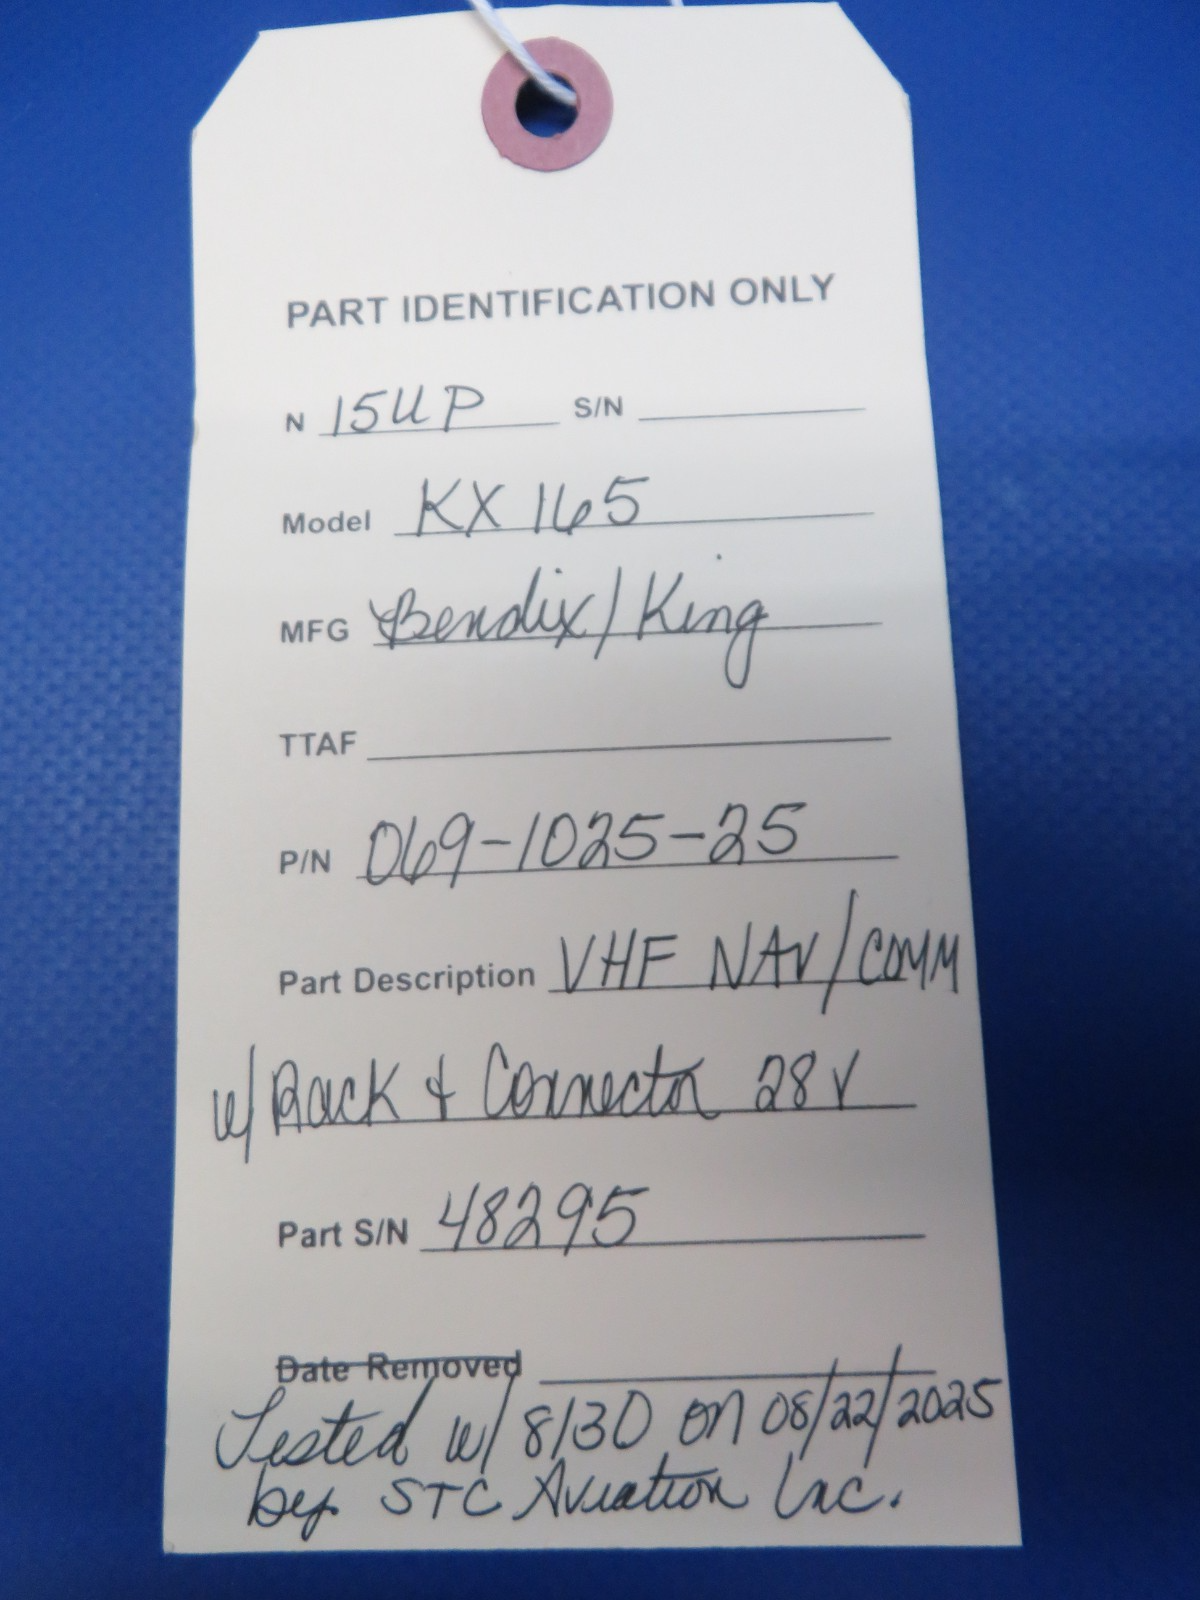 PART IDENTIFICATION ONLY
N 15UP S/N
Model KX 165
MFG Bendix/King
TTAF
P/N 069-1025-25
Part Description VHF NAV/COMM
w/ Rack & Connector 28V
Part S/N 48295
Date Removed
Tested w/ 8130 on 08/22/2025
by STC Aviation Inc.